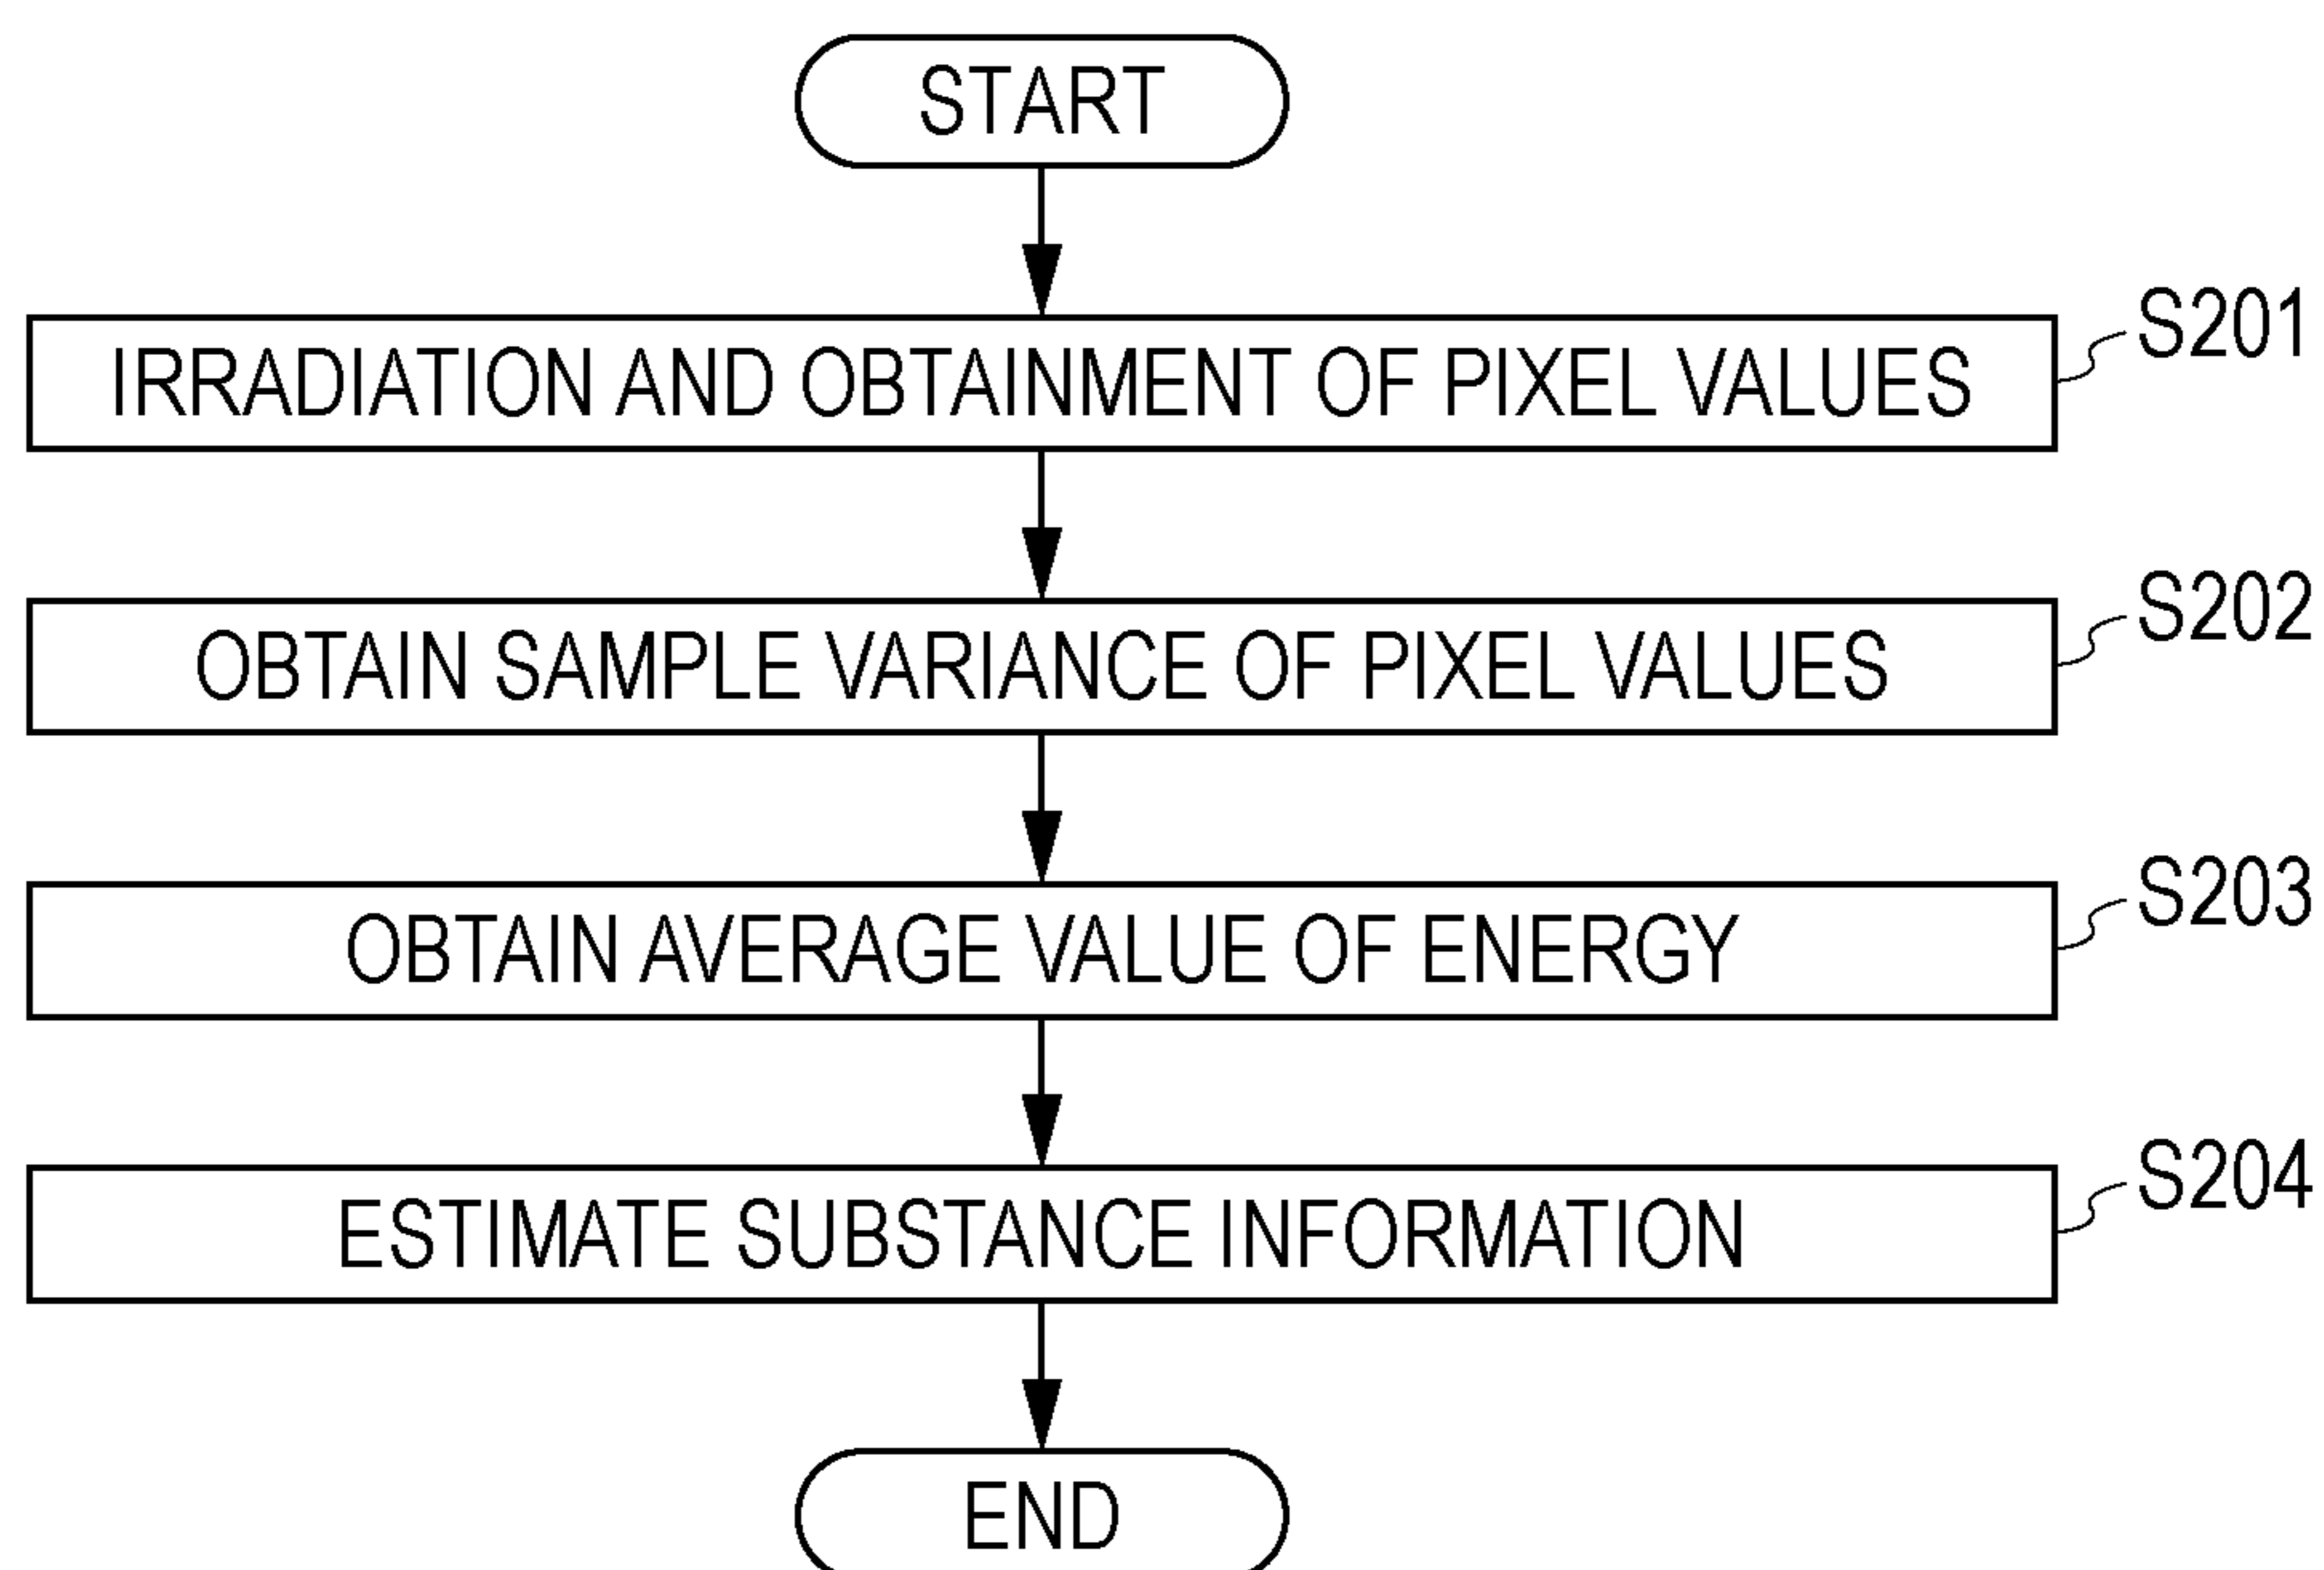 START
IRRADIATION AND OBTAINMENT OF PIXEL VALUES
S201
OBTAIN SAMPLE VARIANCE OF PIXEL VALUES
S202
OBTAIN AVERAGE VALUE OF ENERGY
S203
ESTIMATE SUBSTANCE INFORMATION
S204
END